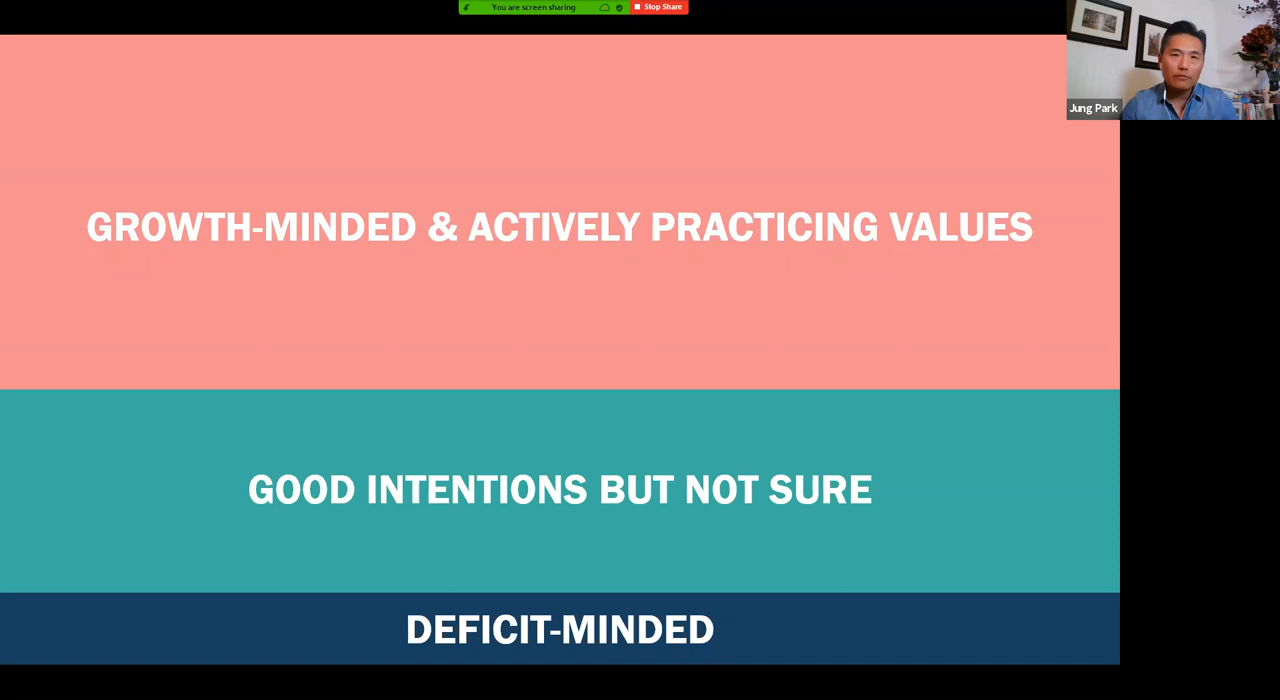 You are screen sharing
Stop Share
Jung Park
GROWTH-MINDED & ACTIVELY PRACTICING VALUES
GOOD INTENTIONS BUT NOT SURE
DEFICIT-MINDED